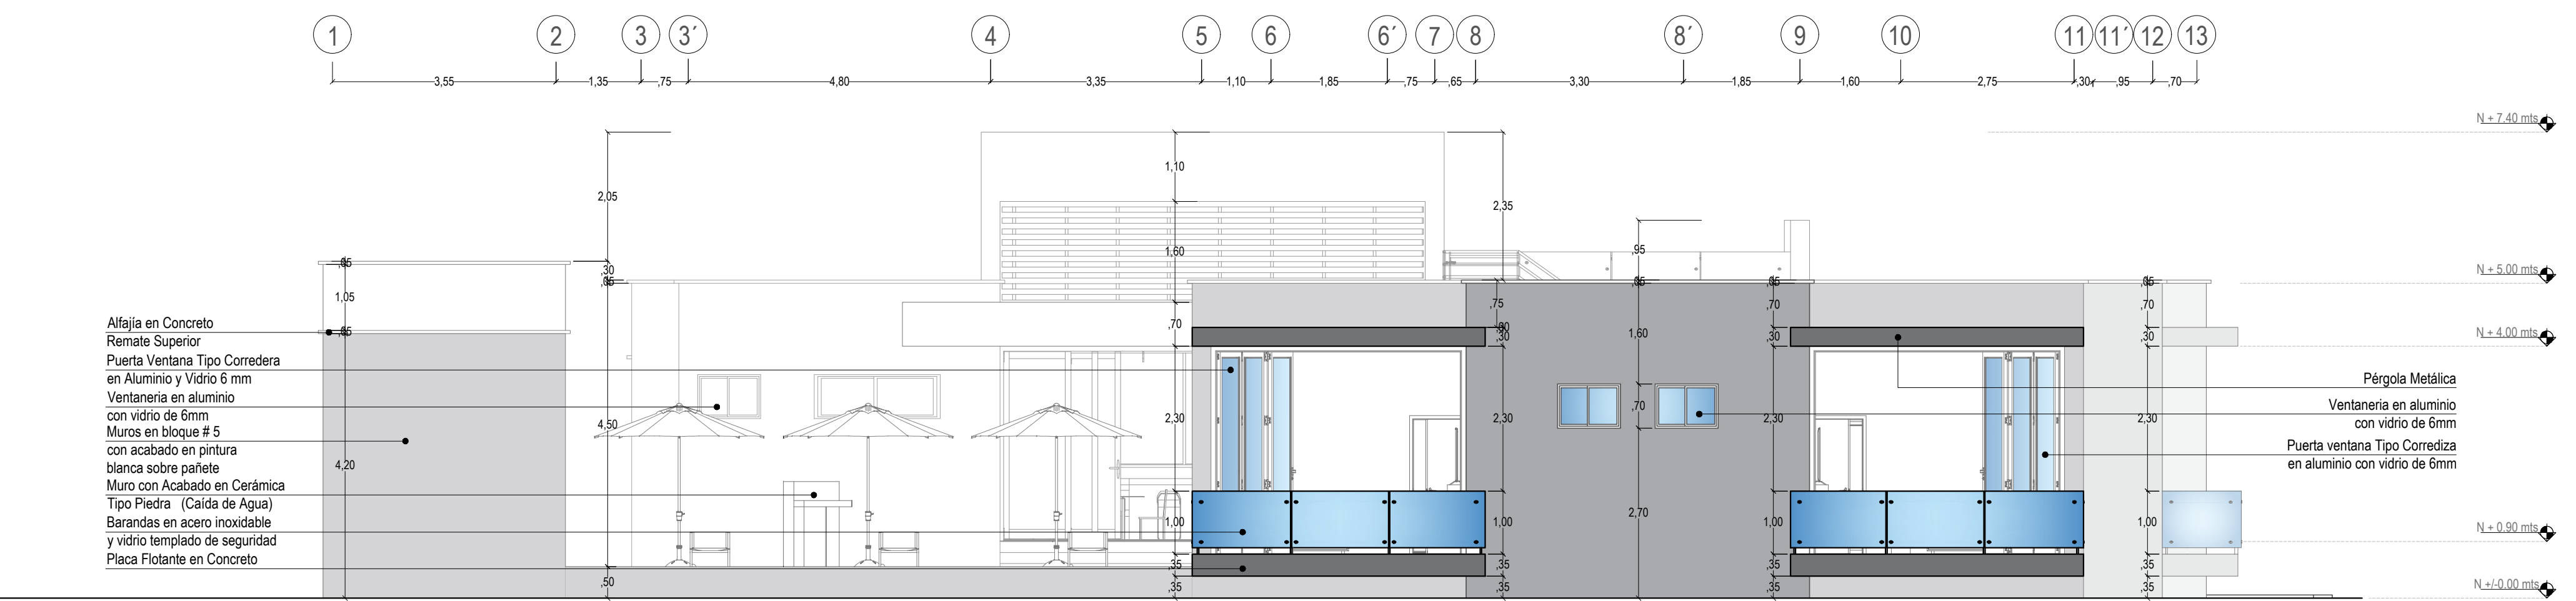 1 2 3 3´ 4 5 6 6´ 7 8 8´ 9 10 11 11´ 12 13
3,55 1,35 ,75 4,80 3,35 1,10 1,85 ,75 ,65 3,30 1,85 1,60 2,75 ,30 ,95 ,70
N + 7.40 mts
1,10
2,05
2,35
1,60
,95
,05
,30
N + 5.00 mts
,05
,05
,05
,05
1,05
,75
,70
,70
,05
,70
,30
1,60
,30
,30
N + 4.00 mts
Alfajía en Concreto
Remate Superior
Puerta Ventana Tipo Corredera
en Aluminio y Vidrio 6 mm
Ventaneria en aluminio
con vidrio de 6mm
Muros en bloque # 5
con acabado en pintura
blanca sobre pañete
Muro con Acabado en Cerámica
Tipo Piedra (Caída de Agua)
Barandas en acero inoxidable
y vidrio templado de seguridad
Placa Flotante en Concreto
4,20
4,50
,50
2,30
2,30
,70
2,30
2,30
1,00
1,00
2,70
1,00
1,00
,35
,35
,35
,35
,35
,35
,35
,35
Pérgola Metálica
Ventaneria en aluminio
con vidrio de 6mm
Puerta ventana Tipo Corrediza
en aluminio con vidrio de 6mm
N + 0.90 mts
N +/-0.00 mts